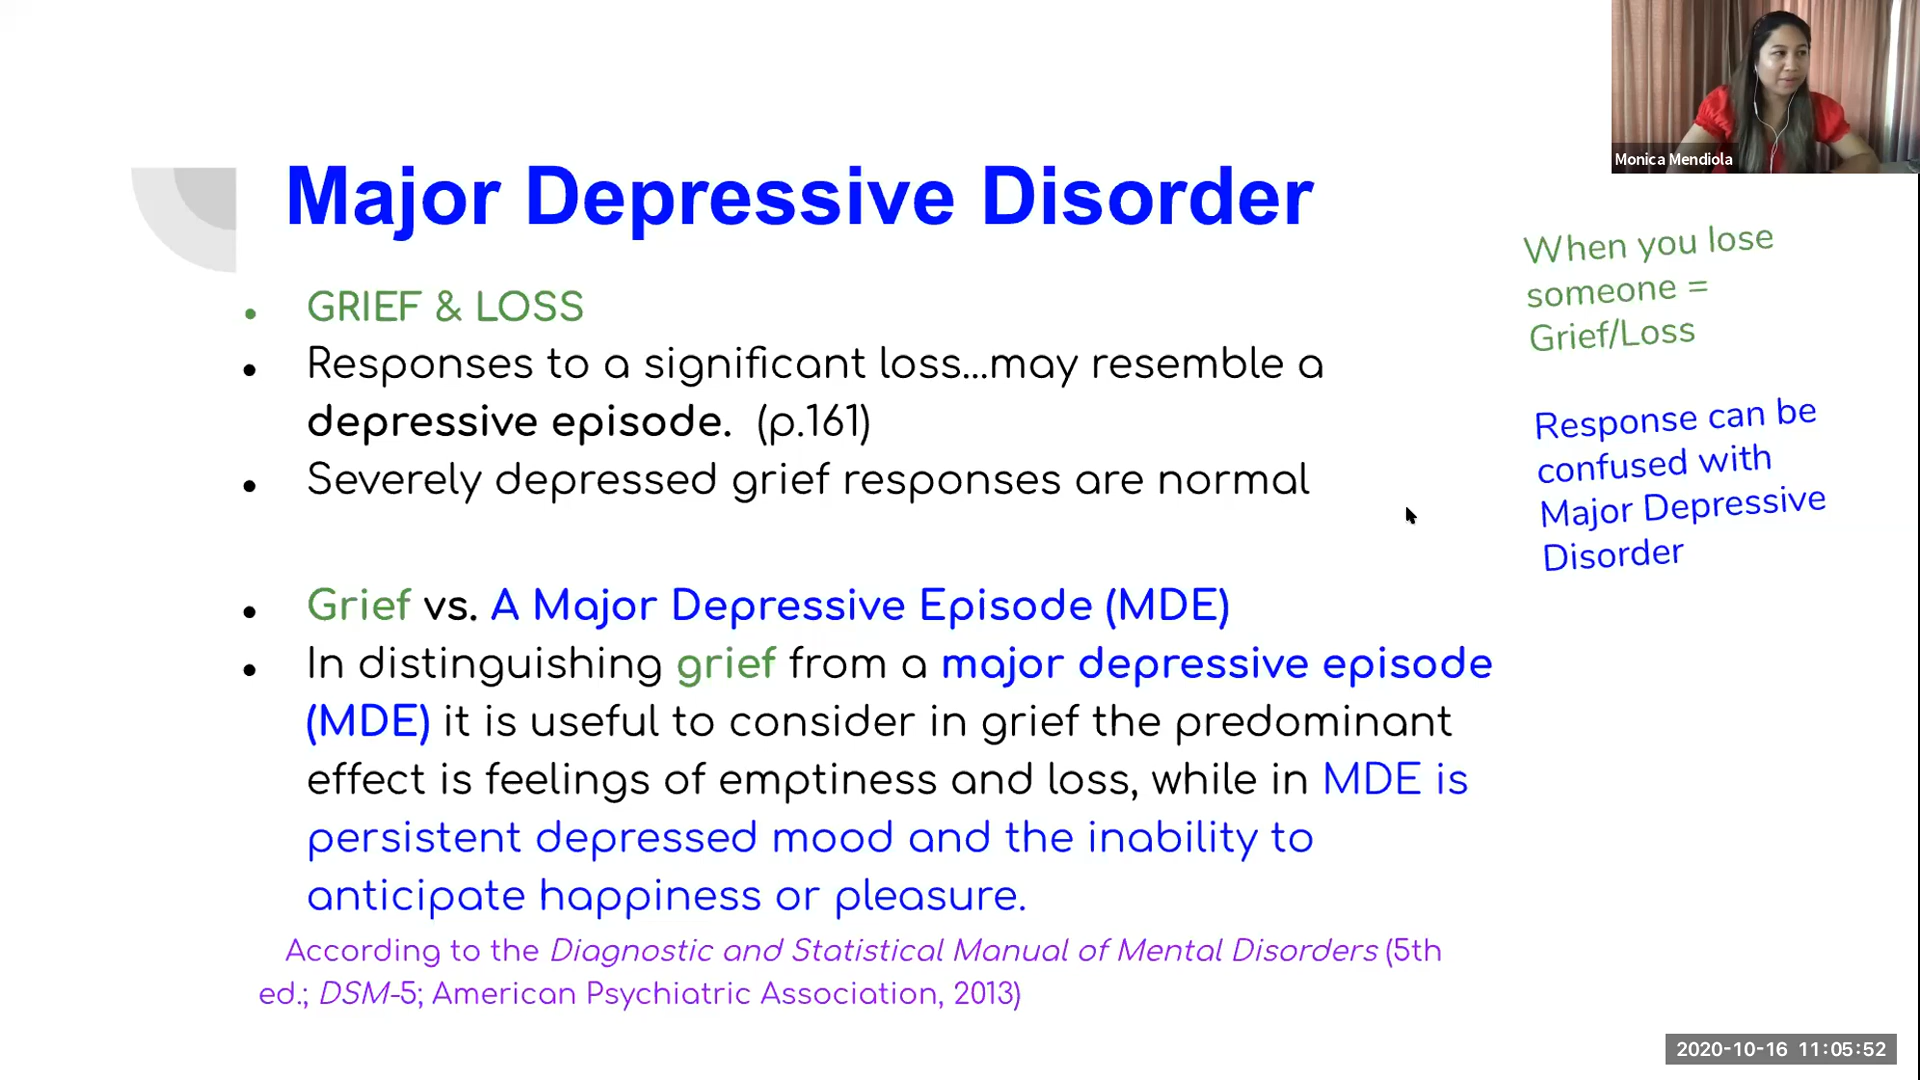 Monica Mendiola
Major Depressive Disorder
When you lose
someone =
Grief/Loss
• GRIEF & LOSS
• Responses to a significant loss...may resemble a
depressive episode. (p.161)
• Severely depressed grief responses are normal
Response can be
confused with
Major Depressive
Disorder
• Grief vs. A Major Depressive Episode (MDE)
• In distinguishing grief from a major depressive episode
(MDE) it is useful to consider in grief the predominant
effect is feelings of emptiness and loss, while in MDE is
persistent depressed mood and the inability to
anticipate happiness or pleasure.
According to the Diagnostic and Statistical Manual of Mental Disorders (5th
ed.; DSM-5; American Psychiatric Association, 2013)
2020-10-16 11:05:52